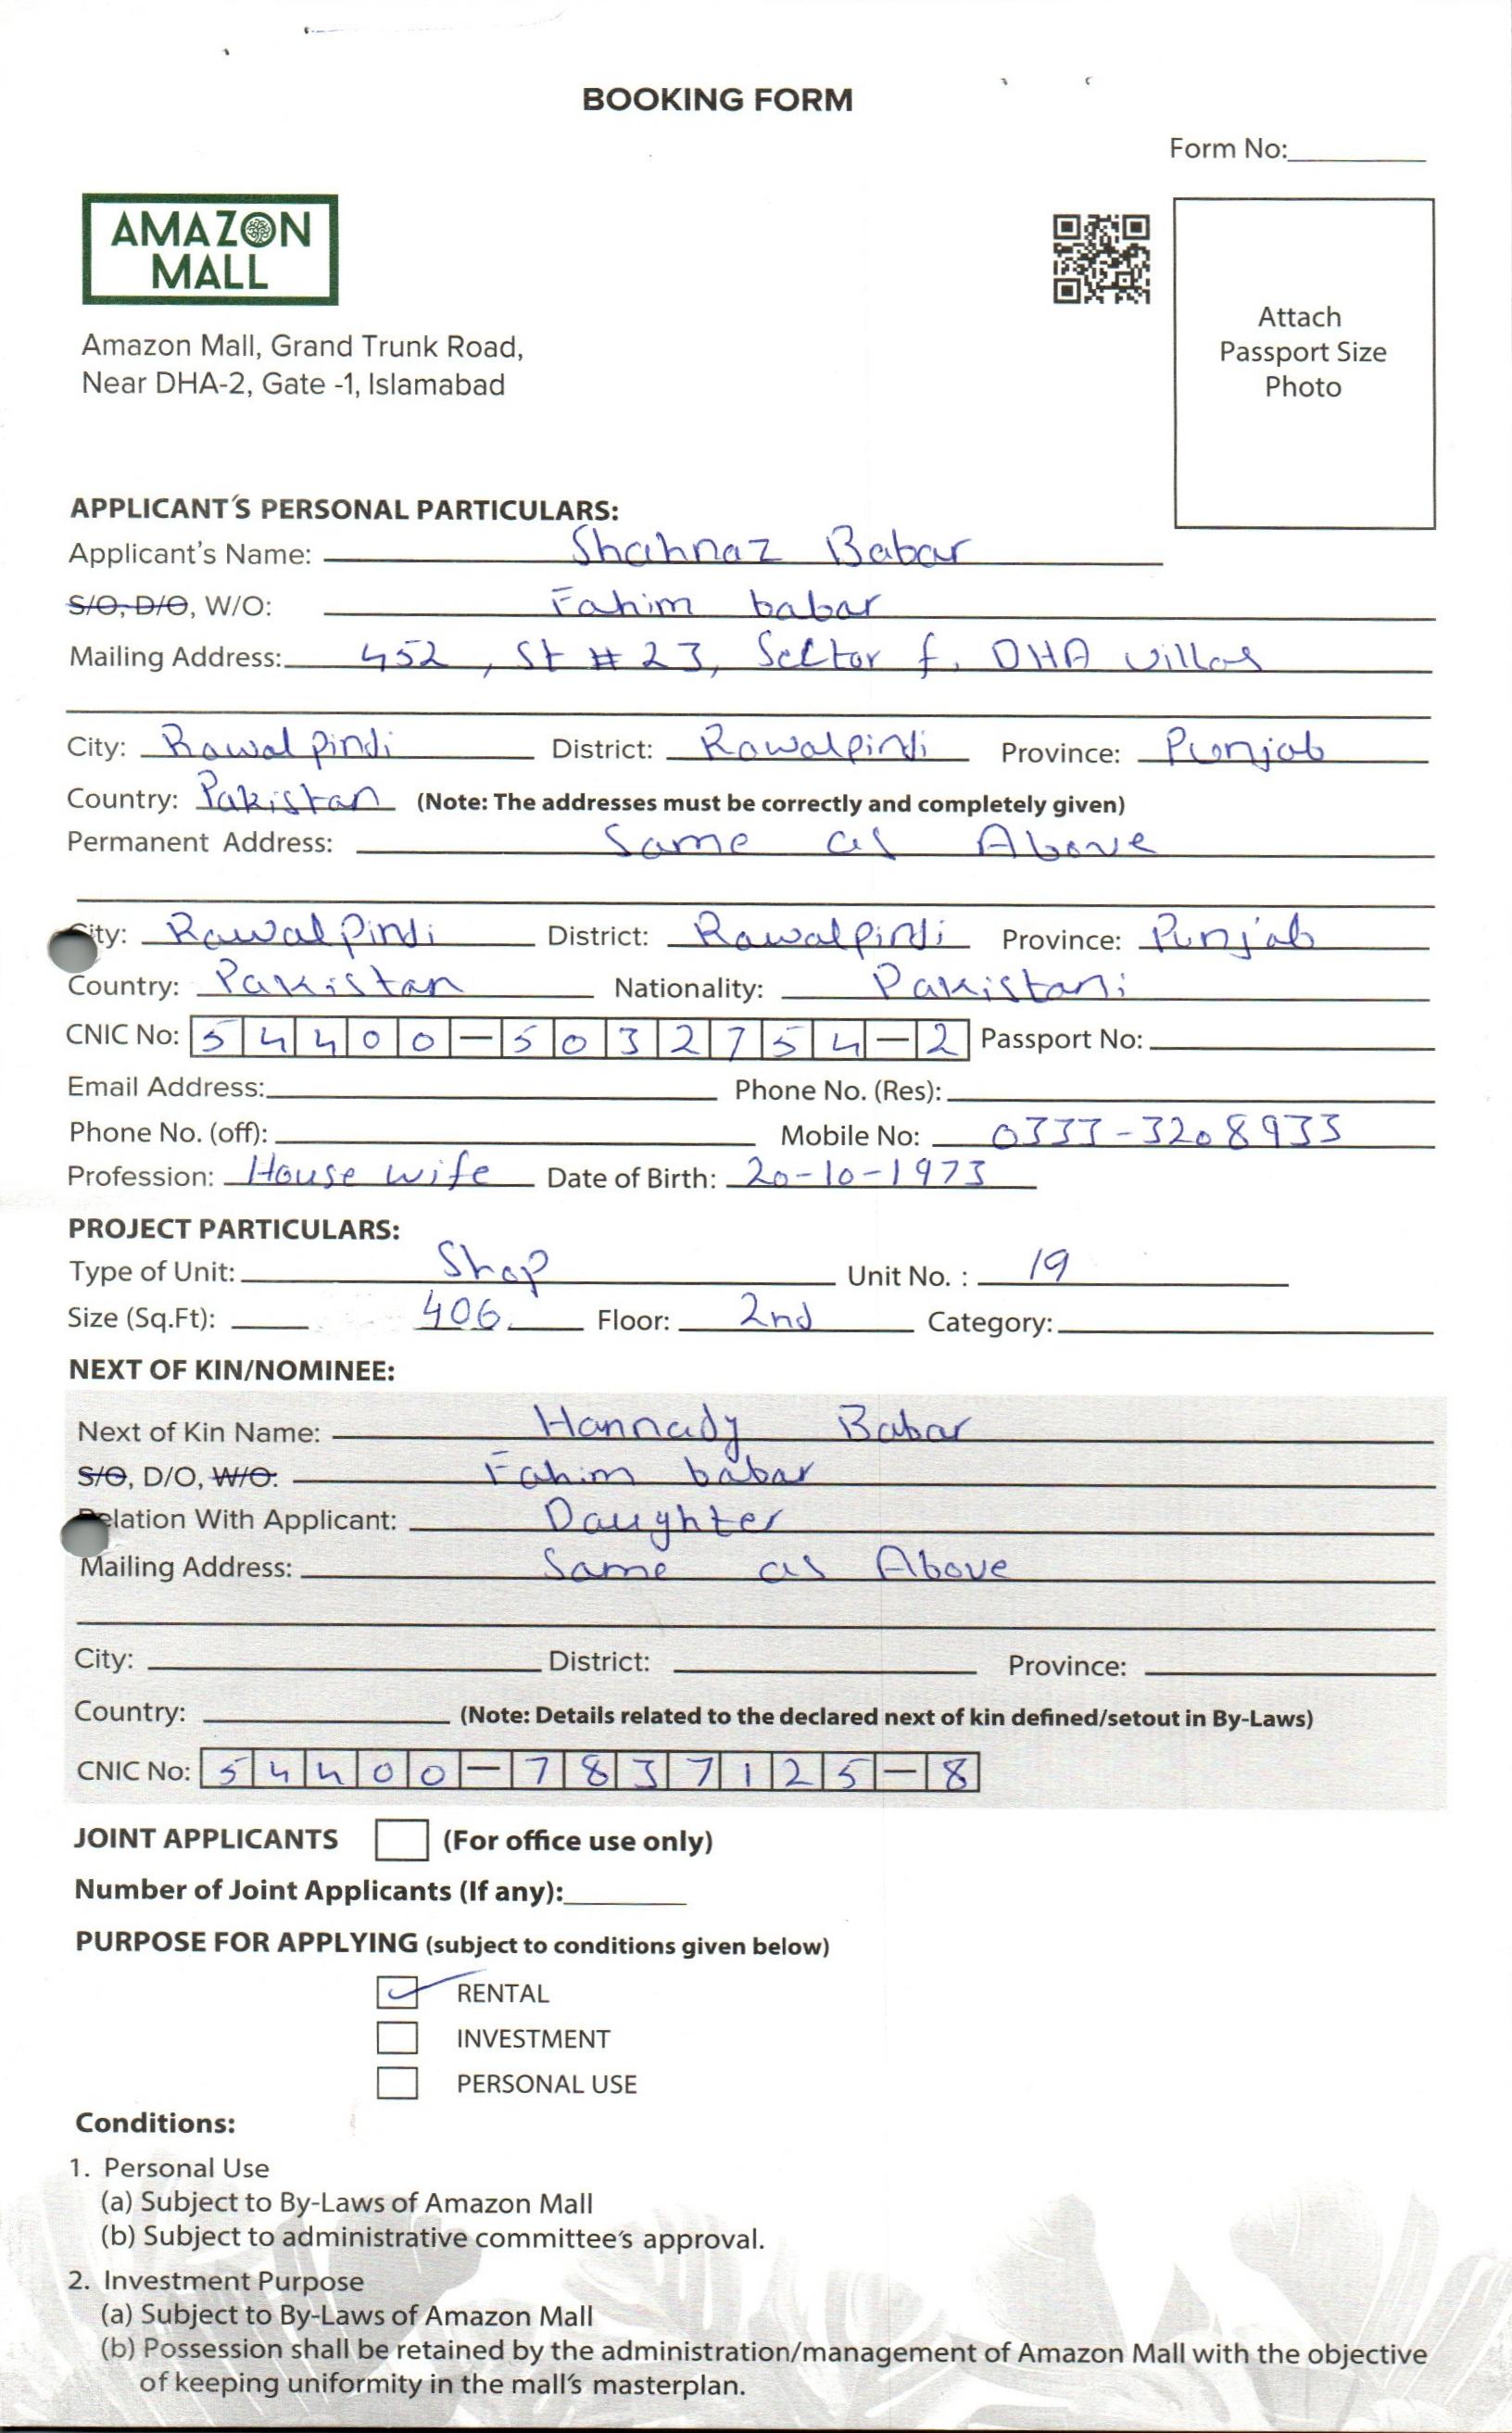 BOOKING FORM
Form No:
AMAZON
MALL
Attach
Passport Size
Photo
Amazon Mall, Grand Trunk Road,
Near DHA-2, Gate -1, Islamabad
APPLICANT'S PERSONAL PARTICULARS:
Applicant's Name: Shahnaz Babar
S/O, D/O, W/O: Fahim babar
Mailing Address: 452, St # 23, Sector f, DHA villas
City: Rawalpindi District: Rawalpindi Province: Punjab
Country: Pakistan (Note: The addresses must be correctly and completely given)
Permanent Address: Same as Above
City: Rawalpindi District: Rawalpindi Province: Punjab
Country: Pakistan Nationality: Pakistani
CNIC No: 54400-5032754-2 Passport No:
Email Address: Phone No. (Res):
Phone No. (off): Mobile No: 0333-3208933
Profession: House wife Date of Birth: 20-10-1973
PROJECT PARTICULARS:
Type of Unit: Shop Unit No. : 19
Size (Sq.Ft): 406 Floor: 2nd Category:
NEXT OF KIN/NOMINEE:
Next of Kin Name: Hannady Babar
S/O, D/O, W/O: Fahim babar
Relation With Applicant: Daughter
Mailing Address: Same as Above
City: District: Province:
Country: (Note: Details related to the declared next of kin defined/setout in By-Laws)
CNIC No: 54400-7837125-8
JOINT APPLICANTS (For office use only)
Number of Joint Applicants (If any):
PURPOSE FOR APPLYING (subject to conditions given below)
RENTAL
INVESTMENT
PERSONAL USE
Conditions:
1. Personal Use
(a) Subject to By-Laws of Amazon Mall
(b) Subject to administrative committee's approval.
2. Investment Purpose
(a) Subject to By-Laws of Amazon Mall
(b) Possession shall be retained by the administration/management of Amazon Mall with the objective
of keeping uniformity in the mall's masterplan.